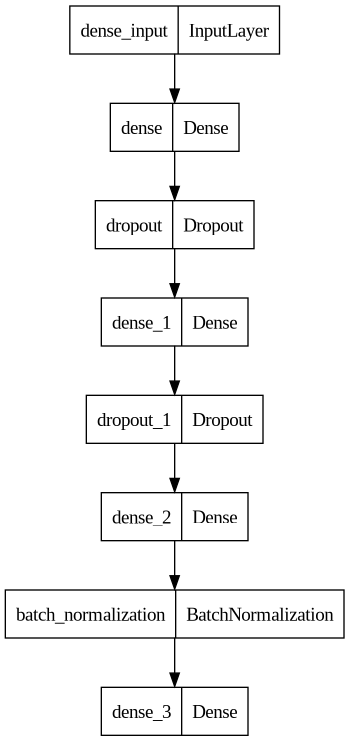 dense_input InputLayer
dense Dense
dropout Dropout
dense_1 Dense
dropout_1 Dropout
dense_2 Dense
batch_normalization BatchNormalization
dense_3 Dense